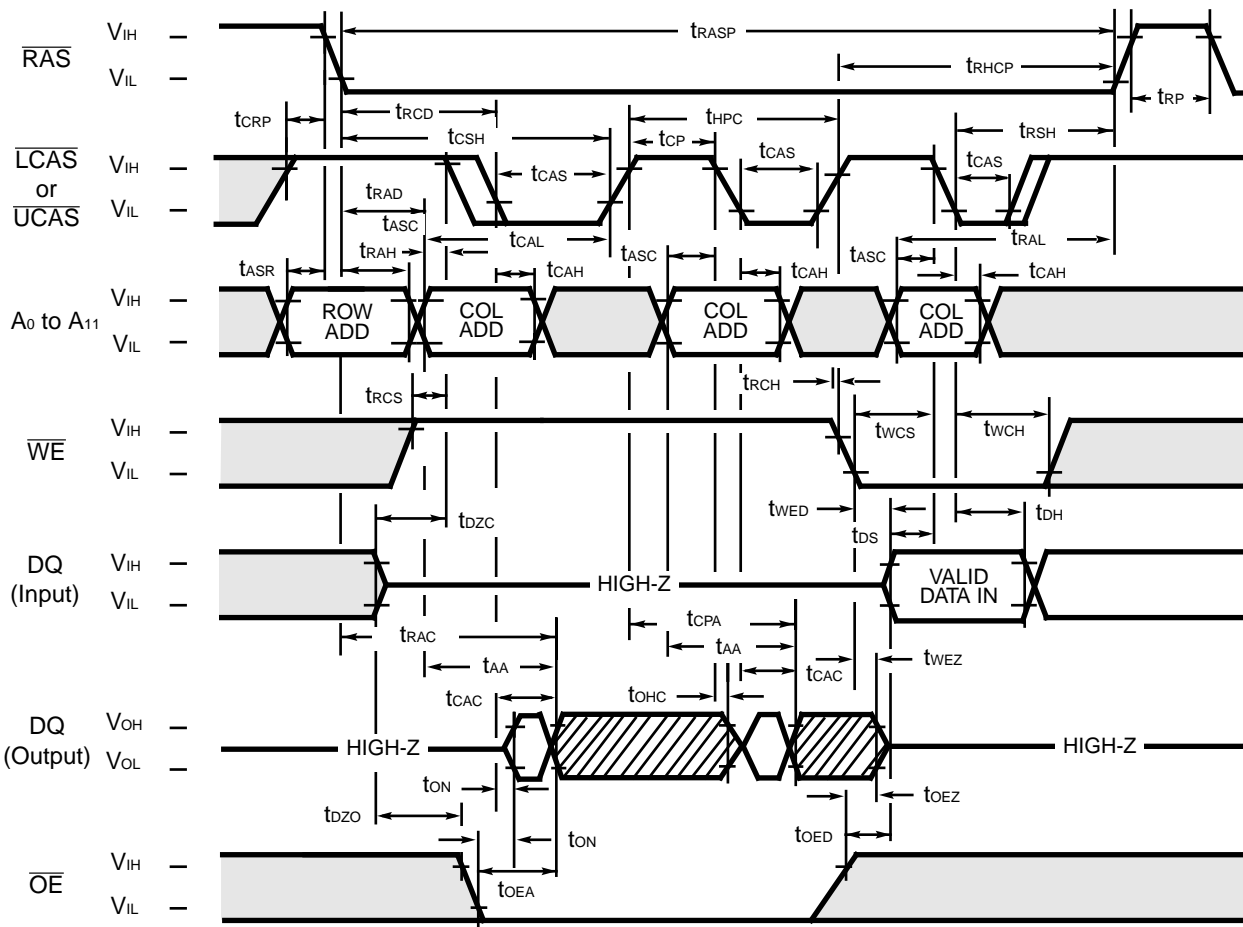 VIH
tRASP
RAS
VIL
tRHCP
tCRP
tRCD
tHPC
tRP
tCSH
tCP
tRSH
LCAS
or
UCAS
VIH
tCAS
tCAS
tCAS
VIL
tRAD
tASC
tRAH
tCAL
tASC
tASC
tRAL
tASR
tCAH
tCAH
tCAH
A0 to A11
VIH
VIL
ROW
ADD
COL
ADD
COL
ADD
COL
ADD
tRCS
tRCH
WE
VIH
VIL
tWCS
tWCH
tDZC
tWED
tDS
tDH
DQ
(Input)
VIH
VIL
HIGH-Z
VALID
DATA IN
tRAC
tCPA
tAA
tAA
tCAC
tWEZ
tCAC
tOHC
DQ
(Output)
VOH
VOL
HIGH-Z
HIGH-Z
tON
tOEZ
tDZO
tON
tOED
OE
VIH
VIL
tOEA